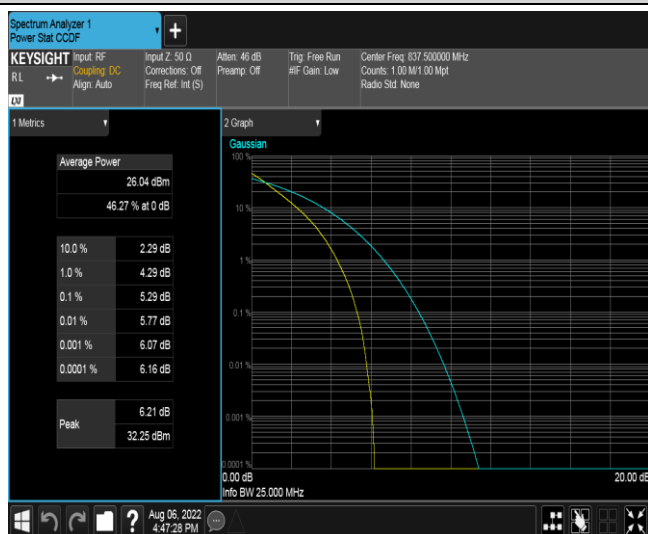 Spectrum Analyzer 1
Power Stat CCDF
+
KEYSIGHT
R L
LXI
Input: RF
Coupling: DC
Align: Auto
Input Z: 50 Ω
Corrections: Off
Freq Ref: Int (S)
Atten: 46 dB
Preamp: Off
Trig: Free Run
#IF Gain: Low
Center Freq: 837.500000 MHz
Counts: 1.00 M/1.00 Mpt
Radio Std: None
1 Metrics
Average Power
26.04 dBm
46.27 % at 0 dB
10.0 % 2.29 dB
1.0 % 4.29 dB
0.1 % 5.29 dB
0.01 % 5.77 dB
0.001 % 6.07 dB
0.0001 % 6.16 dB
Peak
6.21 dB
32.25 dBm
2 Graph
Gaussian
100 %
10 %
1 %
0.1 %
0.01 %
0.001 %
0.0001 %
0.00 dB 20.00 dB
Info BW 25.000 MHz
?
Aug 06, 2022
4:47:28 PM